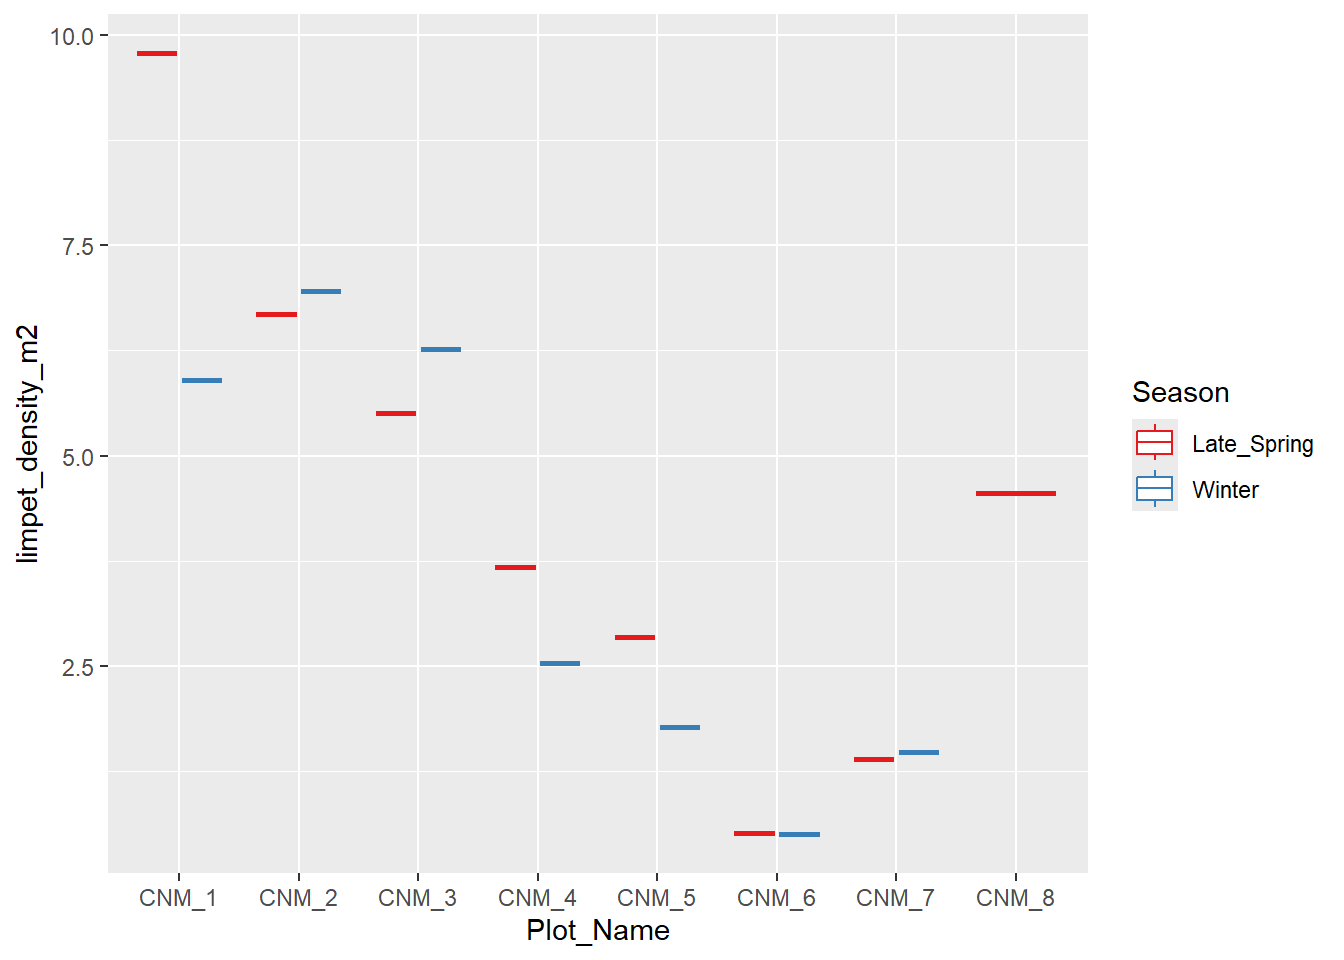 10.0
7.5
5.0
2.5
limpet_density_m2
CNM_1 CNM_2 CNM_3 CNM_4 CNM_5 CNM_6 CNM_7 CNM_8
Plot_Name
Season
Late_Spring
Winter